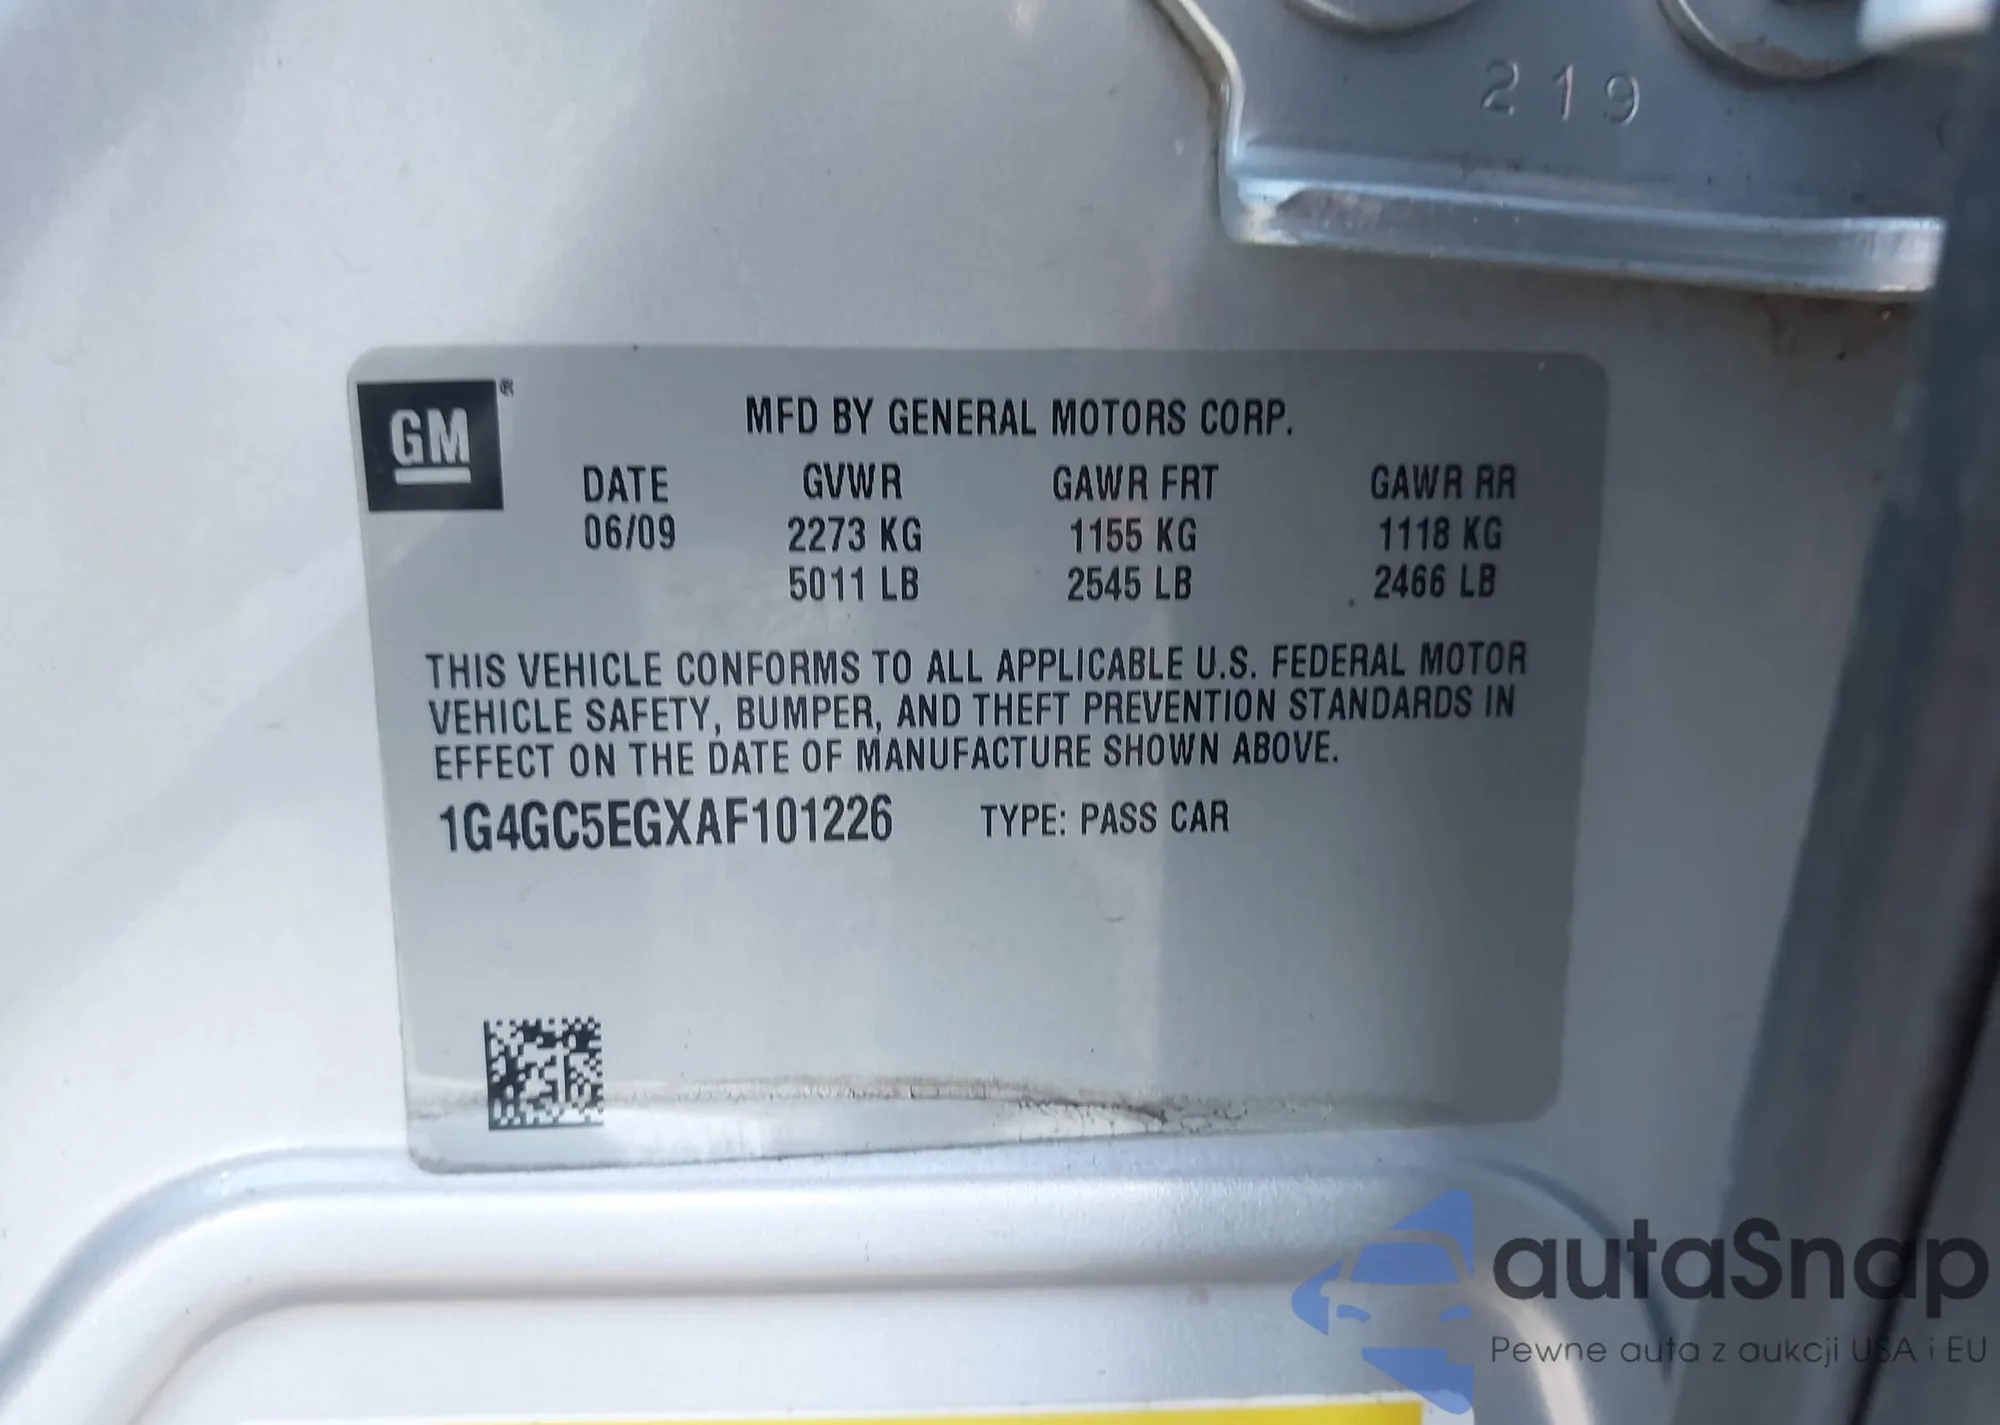 219
GM®
MFD BY GENERAL MOTORS CORP.
DATE GVWR GAWR FRT GAWR RR
06/09 2273 KG 1155 KG 1118 KG
5011 LB 2545 LB 2466 LB
THIS VEHICLE CONFORMS TO ALL APPLICABLE U.S. FEDERAL MOTOR
VEHICLE SAFETY, BUMPER, AND THEFT PREVENTION STANDARDS IN
EFFECT ON THE DATE OF MANUFACTURE SHOWN ABOVE.
1G4GC5EGXAF101226 TYPE: PASS CAR
autaSnap
Pewne auta z aukcji USA i EU